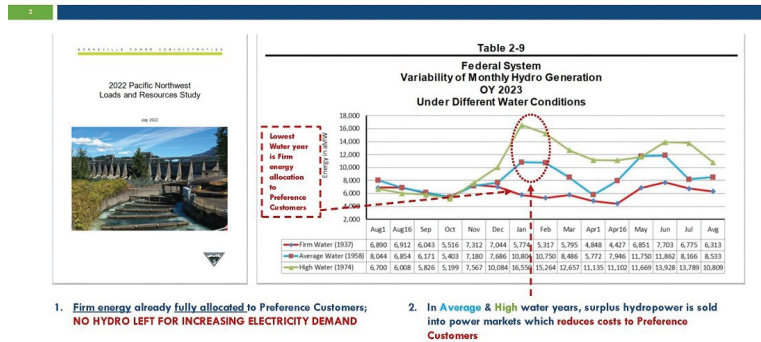 2
BONNEVILLE POWER ADMINISTRATION
2022 Pacific Northwest
Loads and Resources Study
July 2022
Table 2-9
Federal System
Variability of Monthly Hydro Generation
OY 2023
Under Different Water Conditions
Lowest
Water year
is Firm
energy
allocation
to
Preference
Customers
Energy in aMW
18,000
16,000
14,000
12,000
10,000
8,000
6,000
4,000
2,000
Aug1 Aug16 Sep Oct Nov Dec Jan Feb Mar Apr1 Apr16 May Jun Jul Avg
Firm Water (1937) 6,890 6,912 6,043 5,516 7,312 7,044 5,774 5,317 5,795 4,848 4,427 6,851 7,703 6,775 6,313
Average Water (1958) 8,044 6,854 6,171 5,403 7,180 7,686 10,804 10,750 8,486 5,772 7,946 11,750 11,862 8,166 8,533
High Water (1974) 6,700 6,008 5,826 5,199 7,567 10,084 16,550 15,264 12,657 11,135 11,102 11,669 13,928 13,789 10,809
1. Firm energy already fully allocated to Preference Customers;
NO HYDRO LEFT FOR INCREASING ELECTRICITY DEMAND
2. In Average & High water years, surplus hydropower is sold
into power markets which reduces costs to Preference
Customers